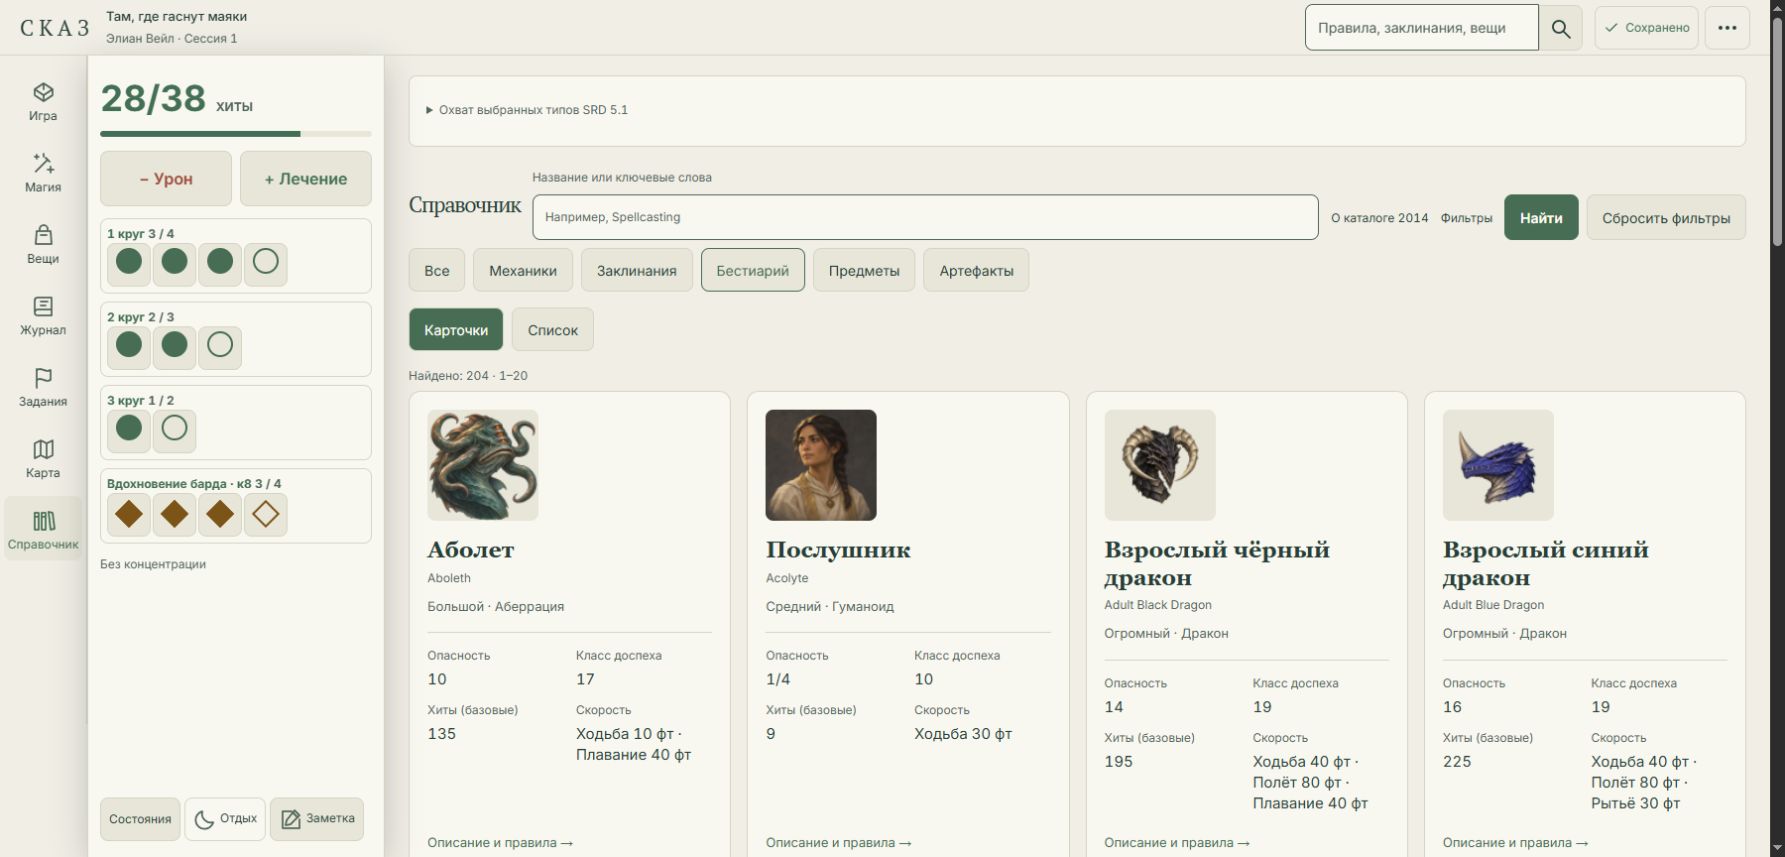 СКАЗ
Там, где гаснут маяки
Элиан Вейл · Сессия 1
Правила, заклинания, вещи
Сохранено
Игра
Магия
Вещи
Журнал
Задания
Карта
Справочник
28/38 хиты
− Урон
+ Лечение
1 круг 3 / 4
2 круг 2 / 3
3 круг 1 / 2
Вдохновение барда · к8 3 / 4
Без концентрации
Состояния
Отдых
Заметка
Охват выбранных типов SRD 5.1
Справочник
Название или ключевые слова
Например, Spellcasting
О каталоге 2014
Фильтры
Найти
Сбросить фильтры
Все
Механики
Заклинания
Бестиарий
Предметы
Артефакты
Карточки
Список
Найдено: 204 · 1–20
Аболет
Aboleth
Большой · Аберрация
Опасность
10
Класс доспеха
17
Хиты (базовые)
135
Скорость
Ходьба 10 фт ·
Плавание 40 фт
Описание и правила →
Послушник
Acolyte
Средний · Гуманоид
Опасность
1/4
Класс доспеха
10
Хиты (базовые)
9
Скорость
Ходьба 30 фт
Описание и правила →
Взрослый чёрный
дракон
Adult Black Dragon
Огромный · Дракон
Опасность
14
Класс доспеха
19
Хиты (базовые)
195
Скорость
Ходьба 40 фт ·
Полёт 80 фт ·
Плавание 40 фт
Описание и правила →
Взрослый синий
дракон
Adult Blue Dragon
Огромный · Дракон
Опасность
16
Класс доспеха
19
Хиты (базовые)
225
Скорость
Ходьба 40 фт ·
Полёт 80 фт ·
Рытьё 30 фт
Описание и правила →